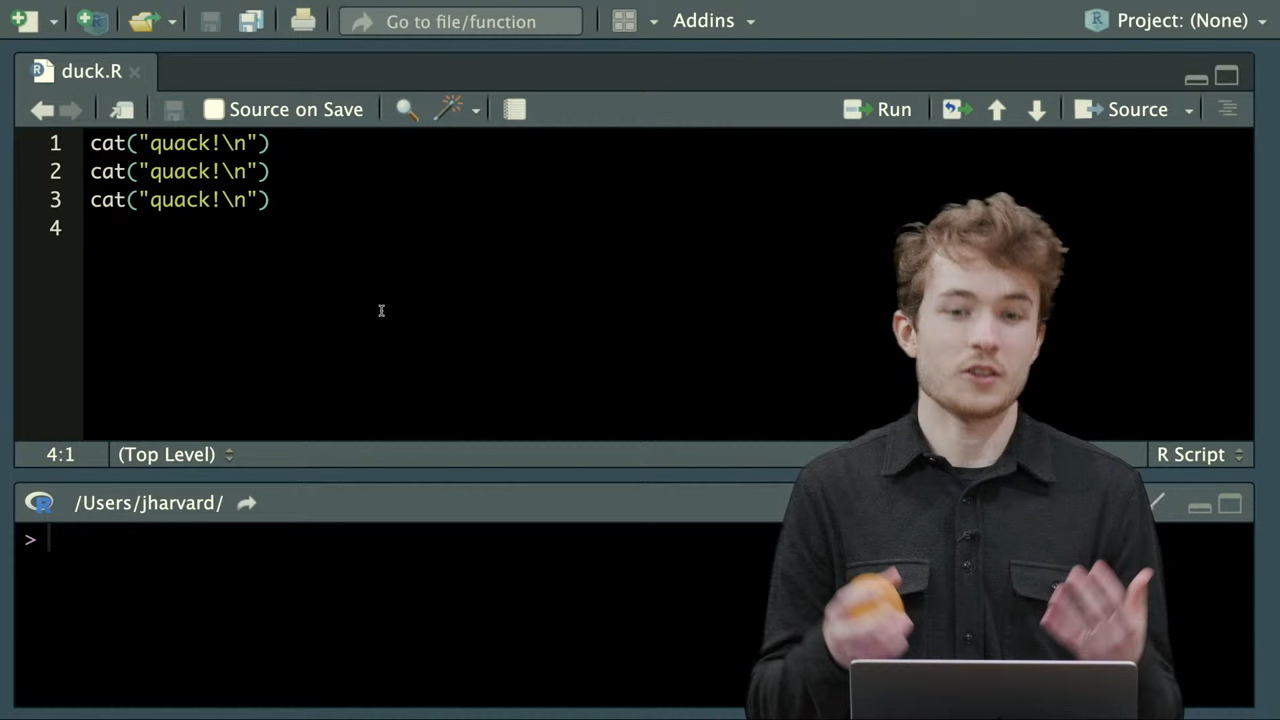 Go to file/function
Addins
Project: (None)
duck.R
Source on Save
Run
Source
1 cat("quack!\n")
2 cat("quack!\n")
3 cat("quack!\n")
4
4:1
(Top Level)
R Script
/Users/jharvard/
>